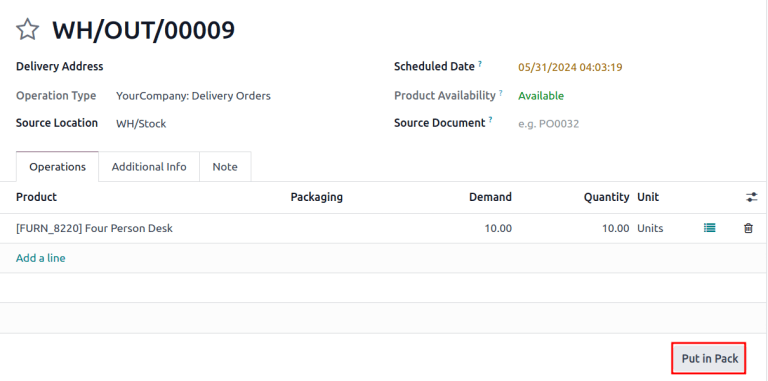 WH/OUT/00009
Delivery Address
Scheduled Date ? 05/31/2024 04:03:19
Operation Type YourCompany: Delivery Orders
Product Availability ? Available
Source Location WH/Stock
Source Document ? e.g. PO0032
Operations Additional Info Note
Product Packaging Demand Quantity Unit
[FURN_8220] Four Person Desk 10.00 10.00 Units
Add a line
Put in Pack